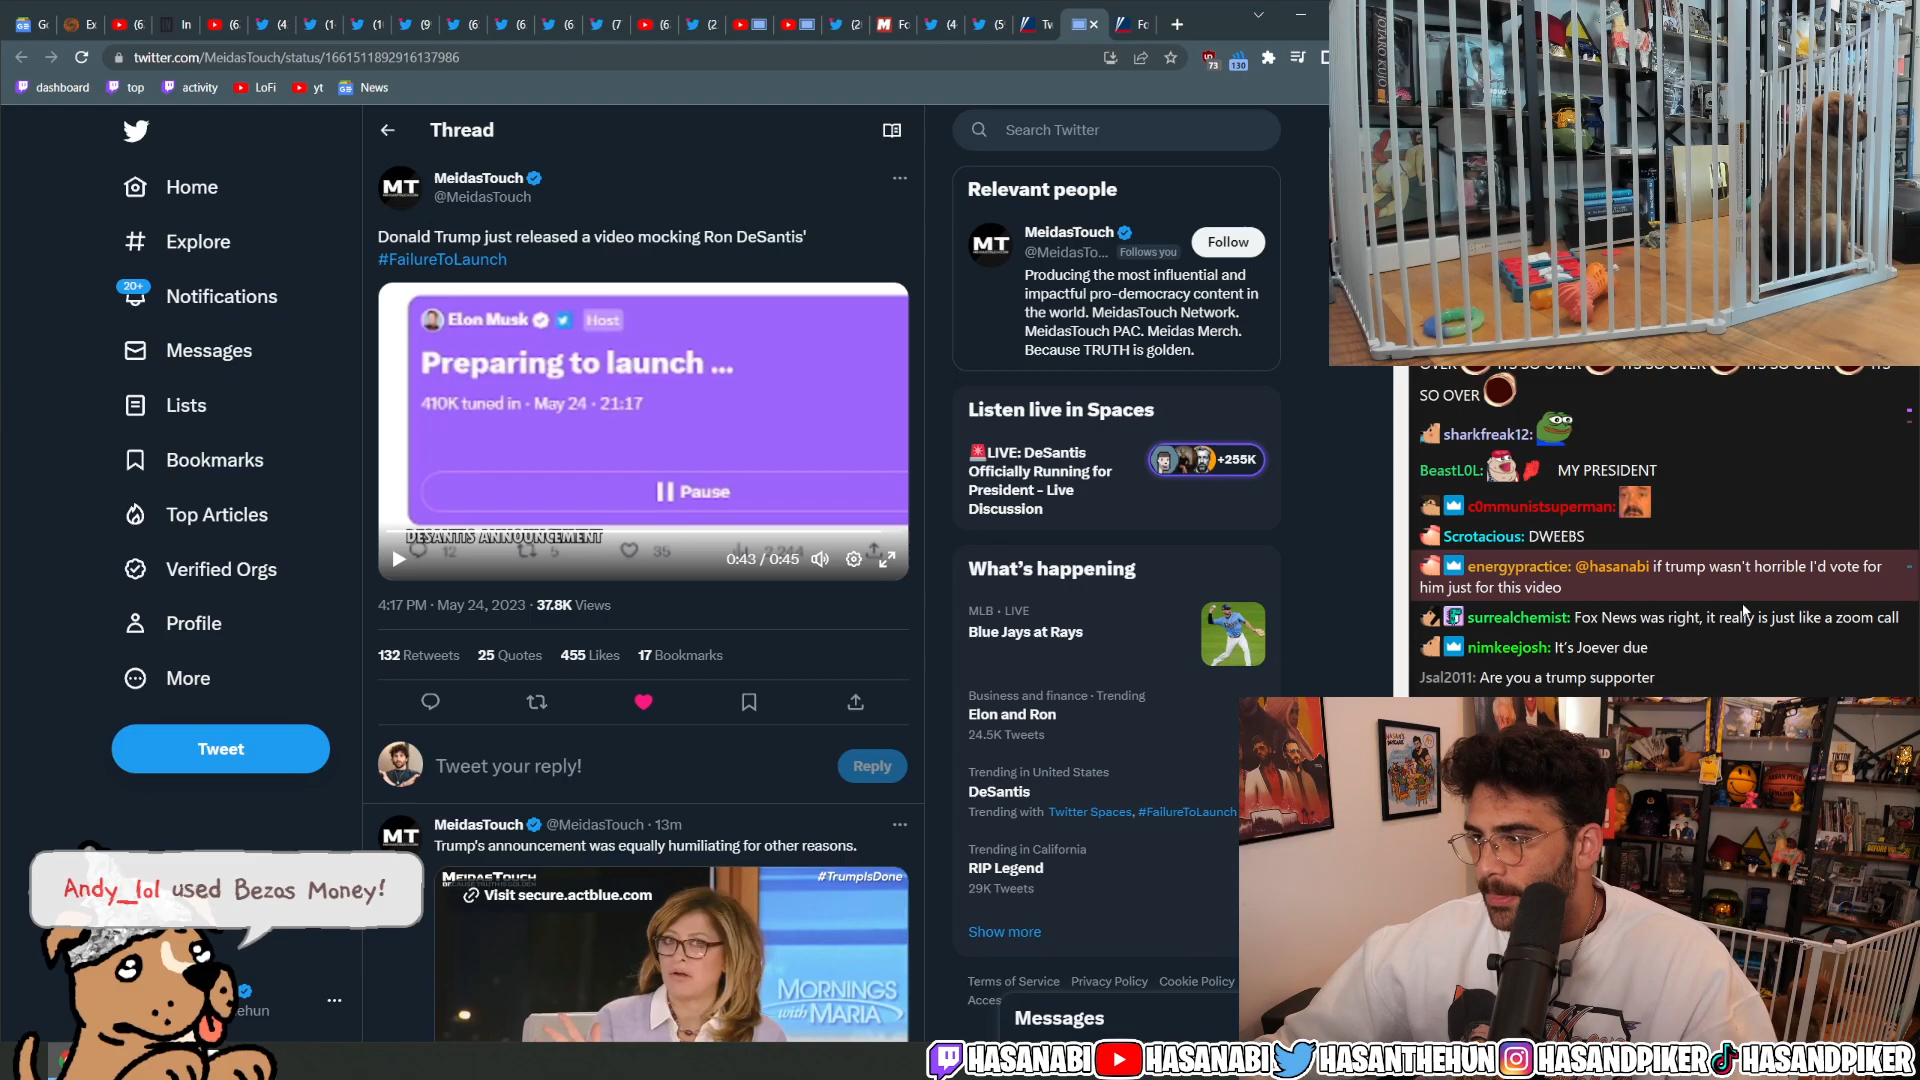 twitter.com/MeidasTouch/status/1661511892916137986
73
130
dashboard
top
activity
LoFi
yt
News
Home
Explore
20+
Notifications
Messages
Lists
Bookmarks
Top Articles
Verified Orgs
Profile
More
Tweet
Thread
MT
MeidasTouch
@MeidasTouch
Donald Trump just released a video mocking Ron DeSantis'
#FailureToLaunch
Elon Musk
Host
Preparing to launch ...
410K tuned in · May 24 · 21:17
Pause
DESANTIS ANNOUNCEMENT
12
5
35
0:43 / 0:45
4:17 PM · May 24, 2023 · 37.8K Views
132 Retweets 25 Quotes 455 Likes 17 Bookmarks
Tweet your reply!
Reply
MT
MeidasTouch @MeidasTouch · 13m
Trump's announcement was equally humiliating for other reasons.
MEIDASTOUCH
#TrumpIsDone
Visit secure.actblue.com
MORNINGS
with MARIA
Search Twitter
Relevant people
MT
MeidasTouch
@MeidasTo... Follows you
Follow
Producing the most influential and
impactful pro-democracy content in
the world. MeidasTouch Network.
MeidasTouch PAC. Meidas Merch.
Because TRUTH is golden.
Listen live in Spaces
LIVE: DeSantis
Officially Running for
President - Live
Discussion
+255K
What's happening
MLB · LIVE
Blue Jays at Rays
Business and finance · Trending
Elon and Ron
24.5K Tweets
Trending in United States
DeSantis
Trending with Twitter Spaces, #FailureToLaunch
Trending in California
RIP Legend
29K Tweets
Show more
Terms of Service Privacy Policy Cookie Policy
Messages
JOTARO KUJO
SO OVER
sharkfreak12:
BeastL0L: MY PRESIDENT
c0mmunistsuperman:
Scrotacious: DWEEBS
energypractice: @hasanabi if trump wasn't horrible I'd vote for
him just for this video
surrealchemist: Fox News was right, it really is just like a zoom call
nimkeejosh: It's Joever due
Jsal2011: Are you a trump supporter
Andy_lol used Bezos Money!
HASANABI HASANABI HASANTHEHUN HASANDPIKER HASANDPIKER